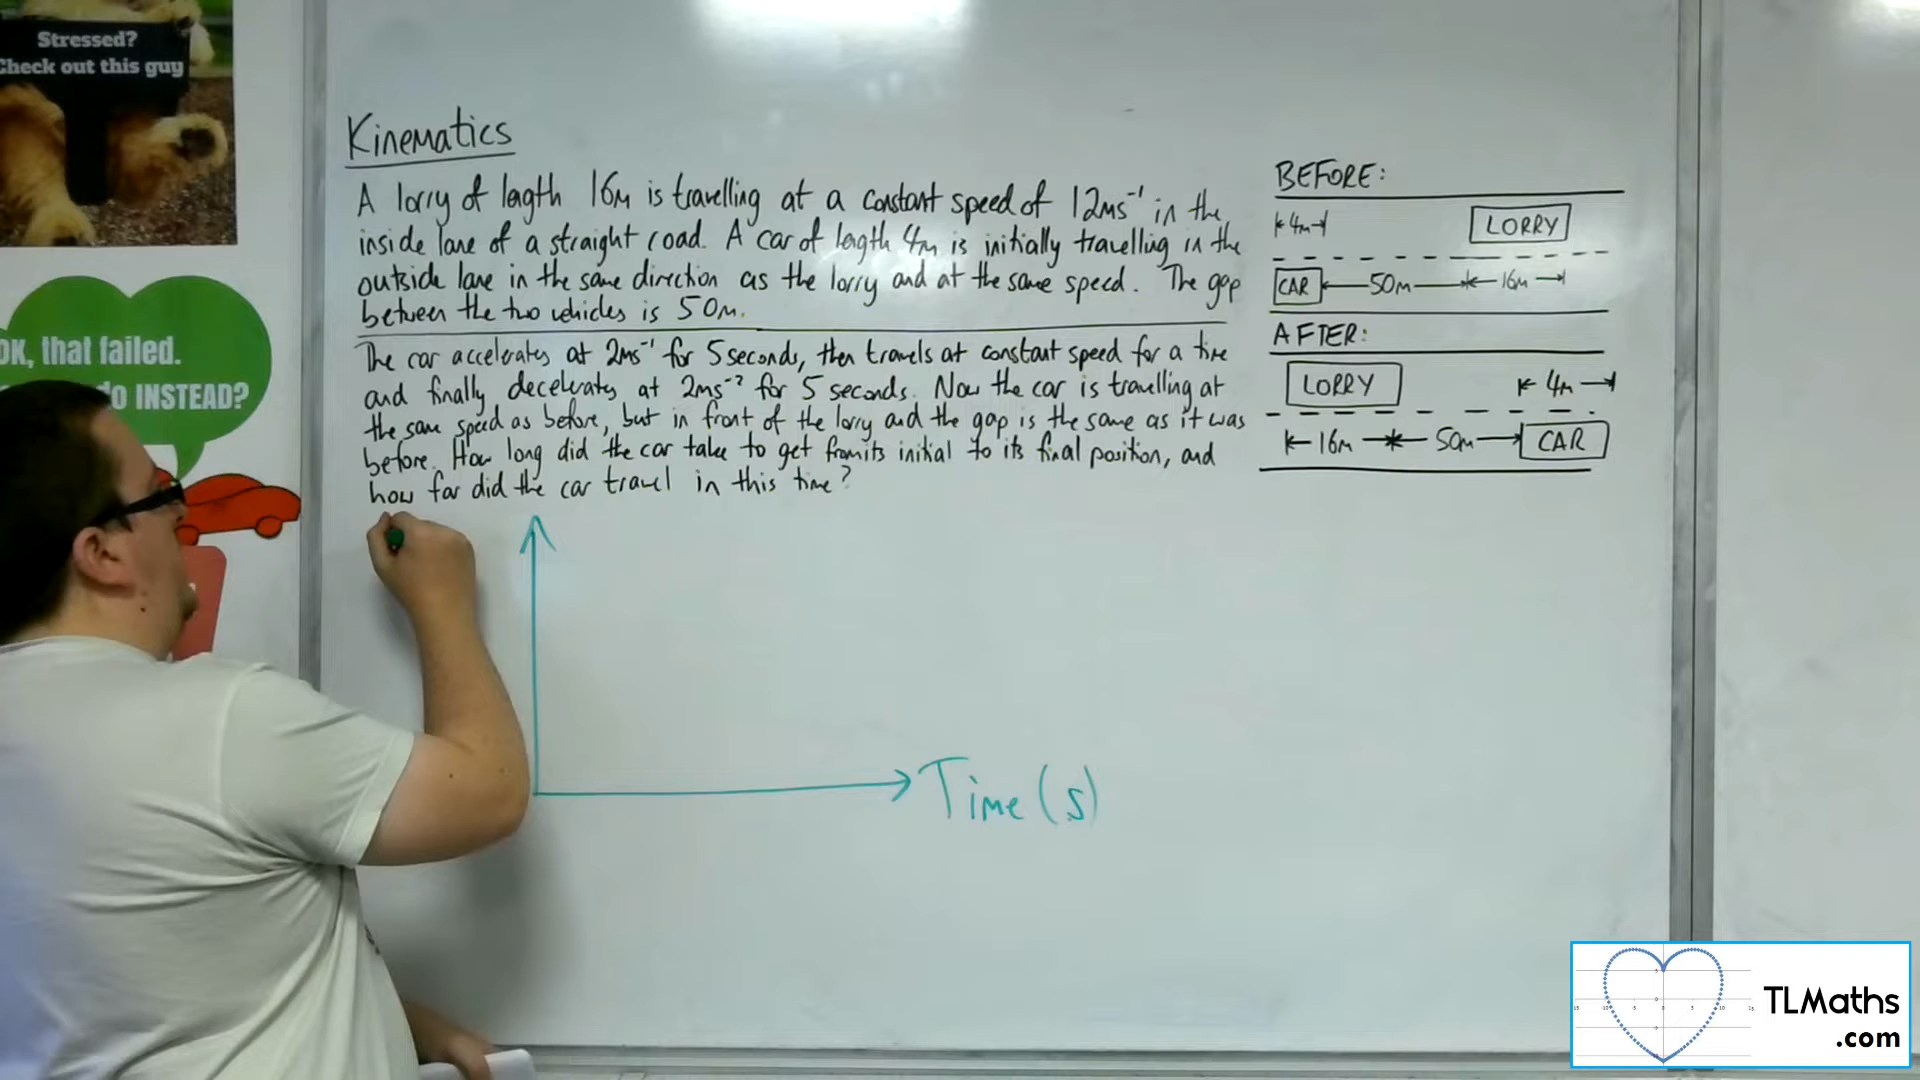 Stressed?
Check out this guy
OK, that failed.
do INSTEAD?
Kinematics
A lorry of length 16m is travelling at a constant speed of 12ms⁻¹ in the
inside lane of a straight road. A car of length 4m is initially travelling in the
outside lane in the same direction as the lorry and at the same speed. The gap
between the two vehicles is 50m.
The car accelerates at 2ms⁻¹ for 5 seconds, then travels at constant speed for a time
and finally decelerates at 2ms⁻² for 5 seconds. Now the car is travelling at
the same speed as before, but in front of the lorry and the gap is the same as it was
before. How long did the car take to get from its initial to its final position, and
how far did the car travel in this time?
BEFORE:
4m
LORRY
CAR 50m 16m
AFTER:
LORRY 4m
16m 50m CAR
Time (s)
TLMaths
.com